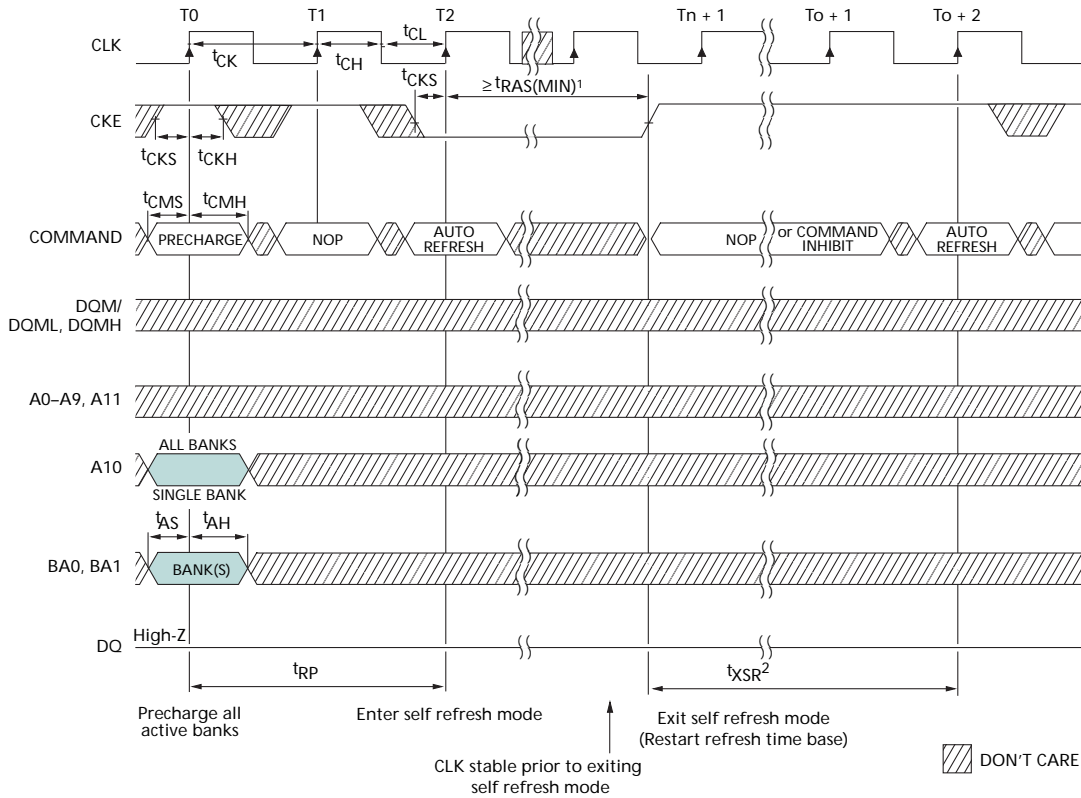 T0 T1 T2 Tn + 1 To + 1 To + 2
CLK
tCK tCH tCL
tCKS ≥ tRAS(MIN)¹
CKE
tCKS tCKH
tCMS tCMH
COMMAND PRECHARGE NOP AUTO REFRESH NOP or COMMAND INHIBIT AUTO REFRESH
DQM/
DQML, DQMH
A0–A9, A11
ALL BANKS
A10
SINGLE BANK
tAS tAH
BA0, BA1 BANK(S)
High-Z
DQ
tRP tXSR²
Precharge all
active banks
Enter self refresh mode
CLK stable prior to exiting
self refresh mode
Exit self refresh mode
(Restart refresh time base)
DON'T CARE